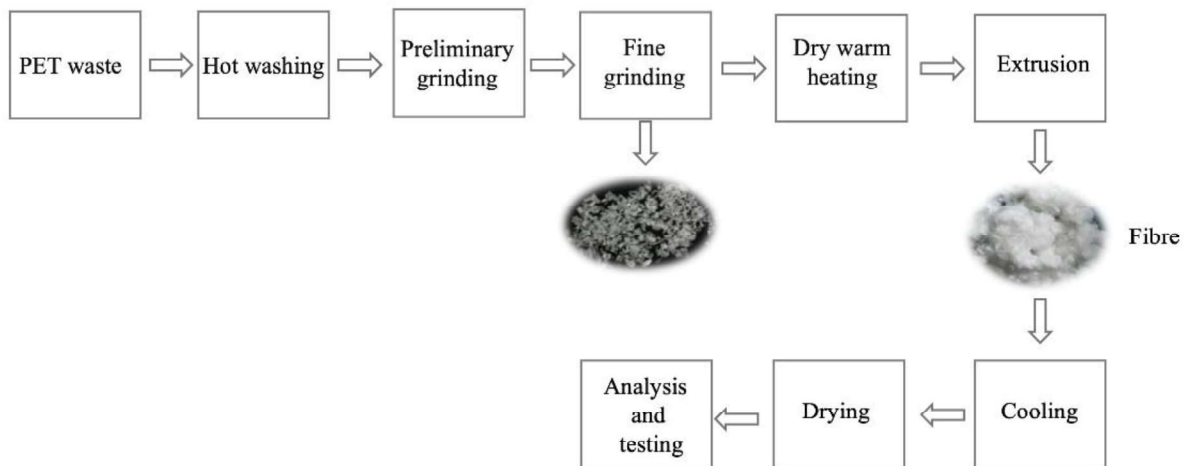 PET waste
Hot washing
Preliminary
grinding
Fine
grinding
Dry warm
heating
Extrusion
Fibre
Analysis
and
testing
Drying
Cooling